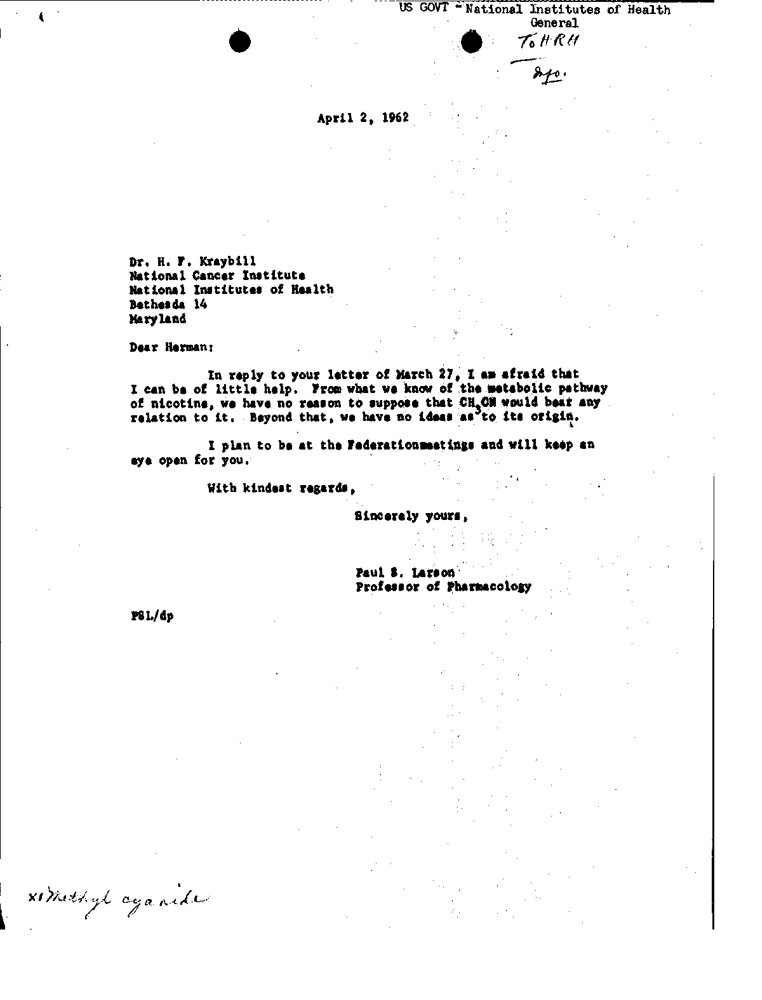 US GOVT - National Institutes of Health
General
To HRH
Info.
April 2, 1962
Dr. H. F. Kraybill
National Cancer Institute
National Institutes of Health
Bethesda 14
Maryland
Dear Herman:
In reply to your letter of March 27, I am afraid that
I can be of little help. From what we know of the metabolic pathway
of nicotine, we have no reason to suppose that CH3CN would bear any
relation to it. Beyond that, we have no ideas as to its origin.
I plan to be at the Federationmeetings and will keep an
eye open for you.
With kindest regards,
Sincerely yours,
Paul S. Larson
Professor of Pharmacology
PSL/dp
Methyl cyanide